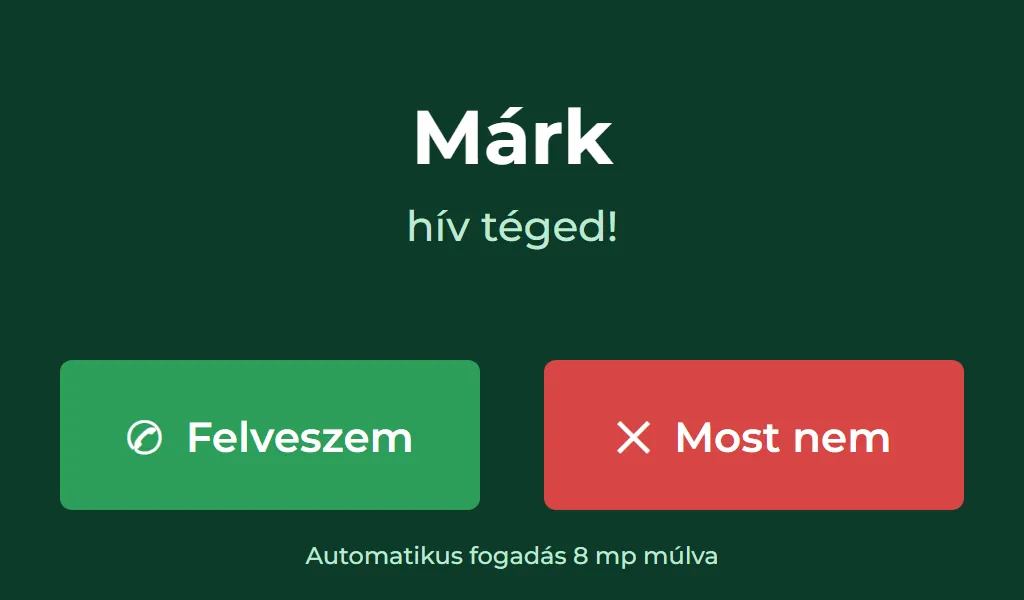 Márk
hív téged!
✆ Felveszem
✕ Most nem
Automatikus fogadás 8 mp múlva